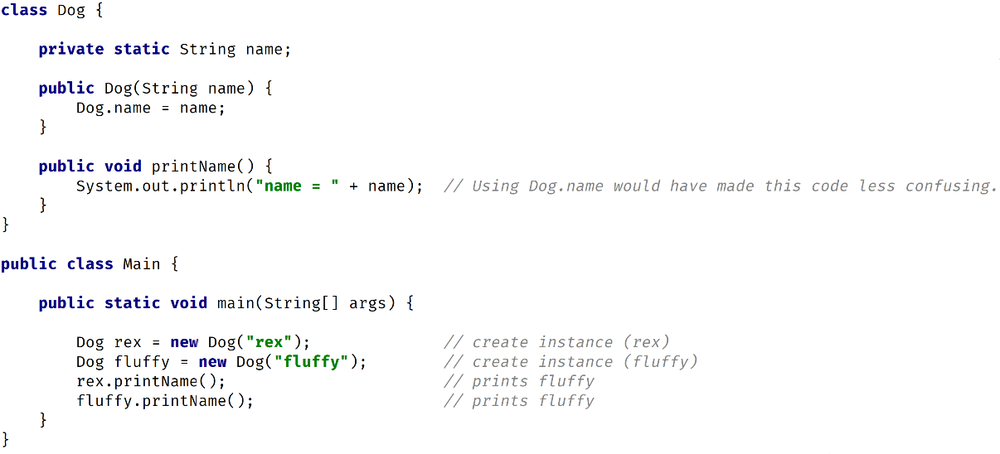 class Dog {
    private static String name;
    public Dog(String name) {
        Dog.name = name;
    }
    public void printName() {
        System.out.println("name = " + name);  // Using Dog.name would have made this code less confusing.
    }
}
public class Main {
    public static void main(String[] args) {
        Dog rex = new Dog("rex");              // create instance (rex)
        Dog fluffy = new Dog("fluffy");        // create instance (fluffy)
        rex.printName();                       // prints fluffy
        fluffy.printName();                    // prints fluffy
    }
}